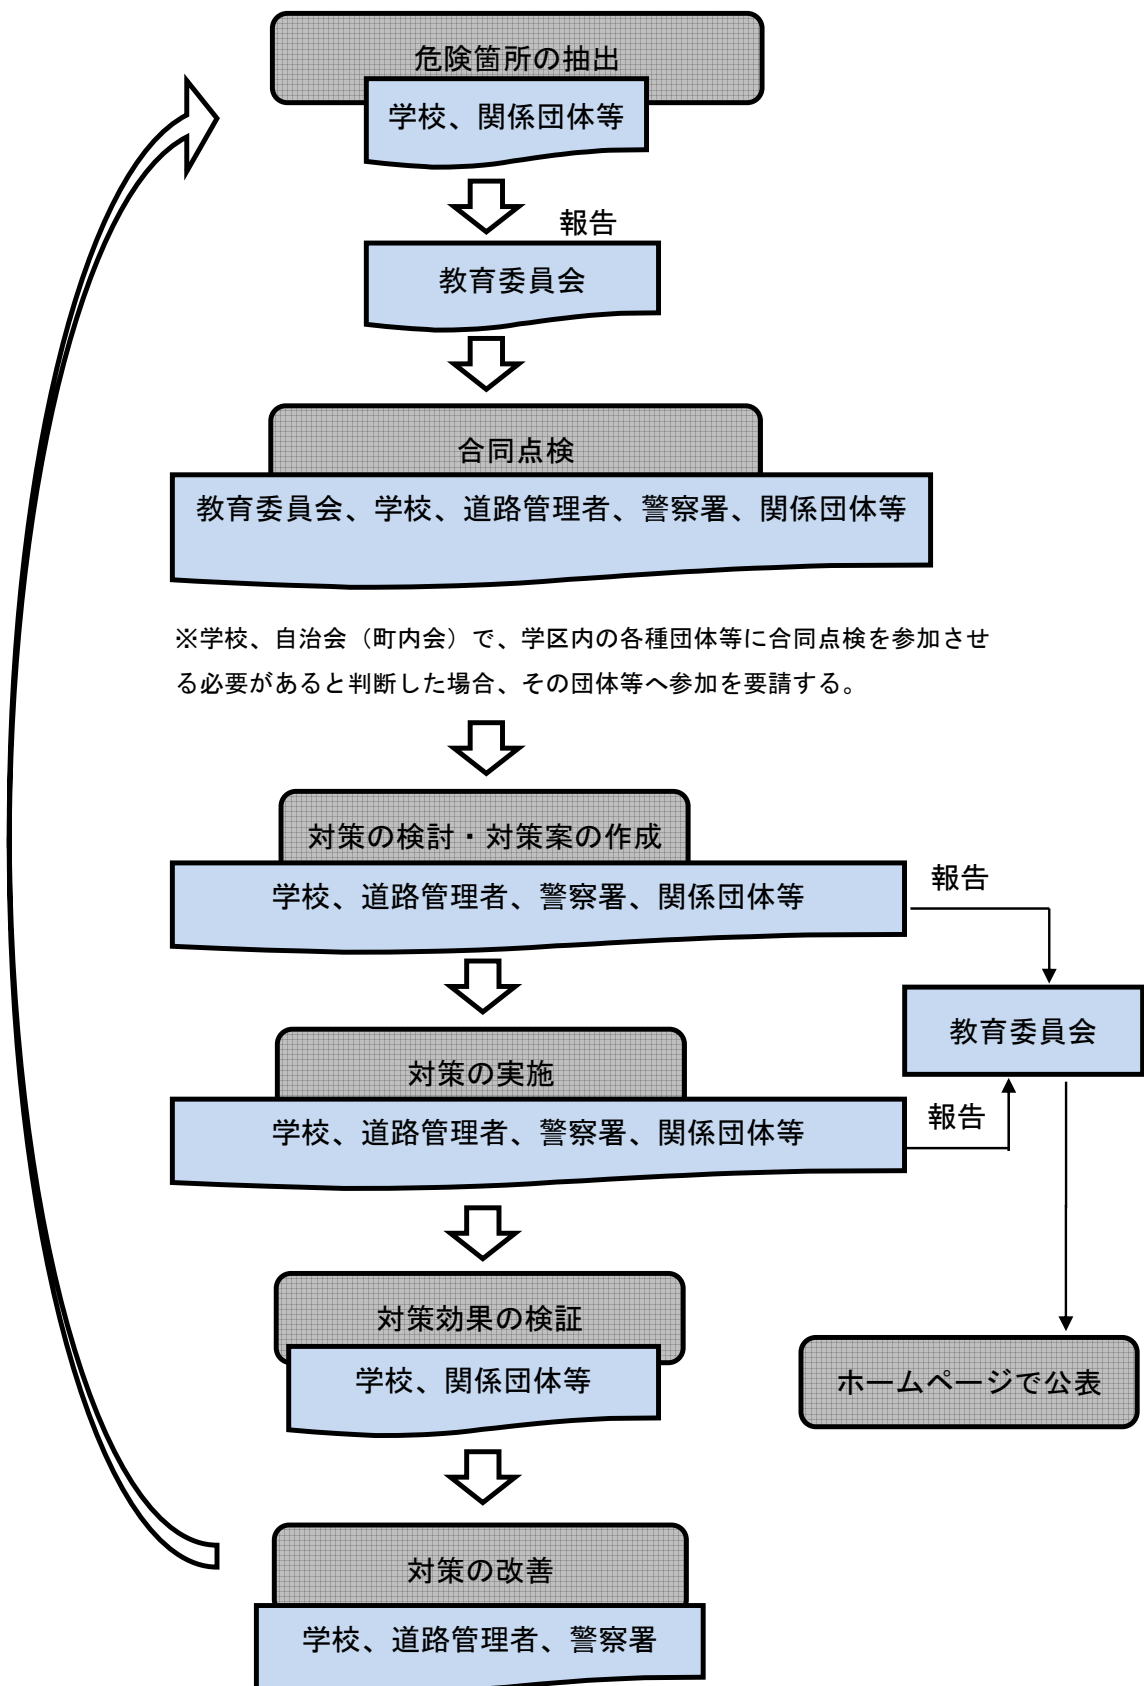 危険箇所の抽出
学校、関係団体等
報告
教育委員会
合同点検
教育委員会、学校、道路管理者、警察署、関係団体等
※学校、自治会（町内会）で、学区内の各種団体等に合同点検を参加させ
る必要があると判断した場合、その団体等へ参加を要請する。
対策の検討・対策案の作成
学校、道路管理者、警察署、関係団体等
報告
教育委員会
対策の実施
学校、道路管理者、警察署、関係団体等
報告
対策効果の検証
学校、関係団体等
ホームページで公表
対策の改善
学校、道路管理者、警察署